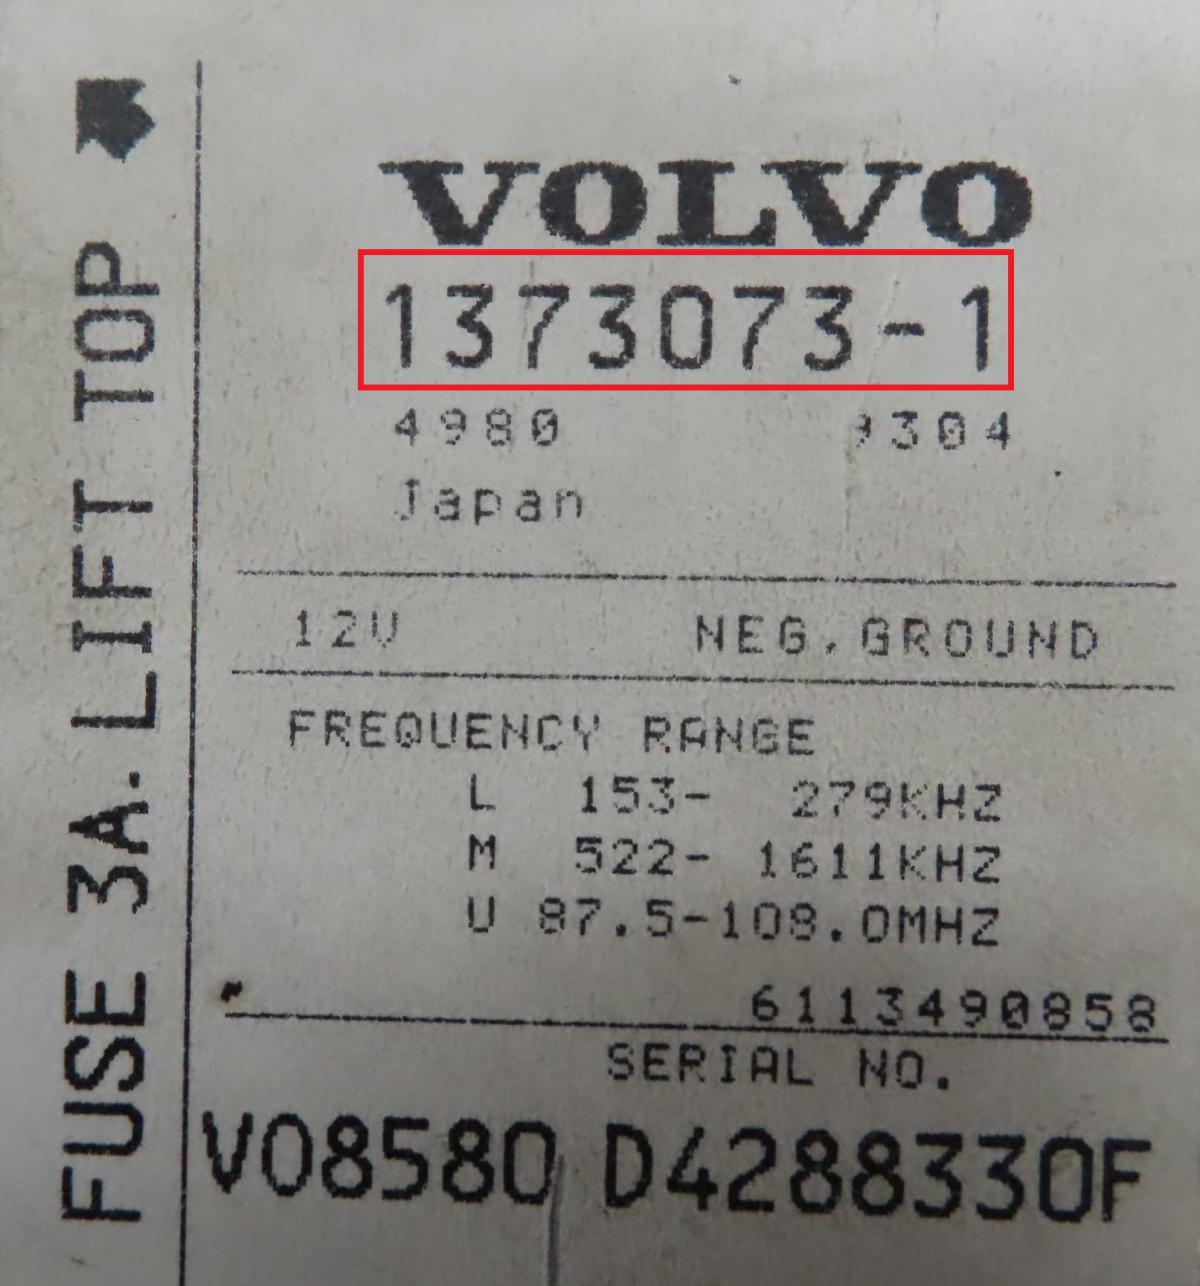 VOLVO
1373073-1
4980 9304
Japan
12V NEG.GROUND
FREQUENCY RANGE
L 153- 279KHZ
M 522- 1611KHZ
U 87.5-108.0MHZ
6113490858
SERIAL NO.
V08580 D4288330F
FUSE 3A. LIFT TOP